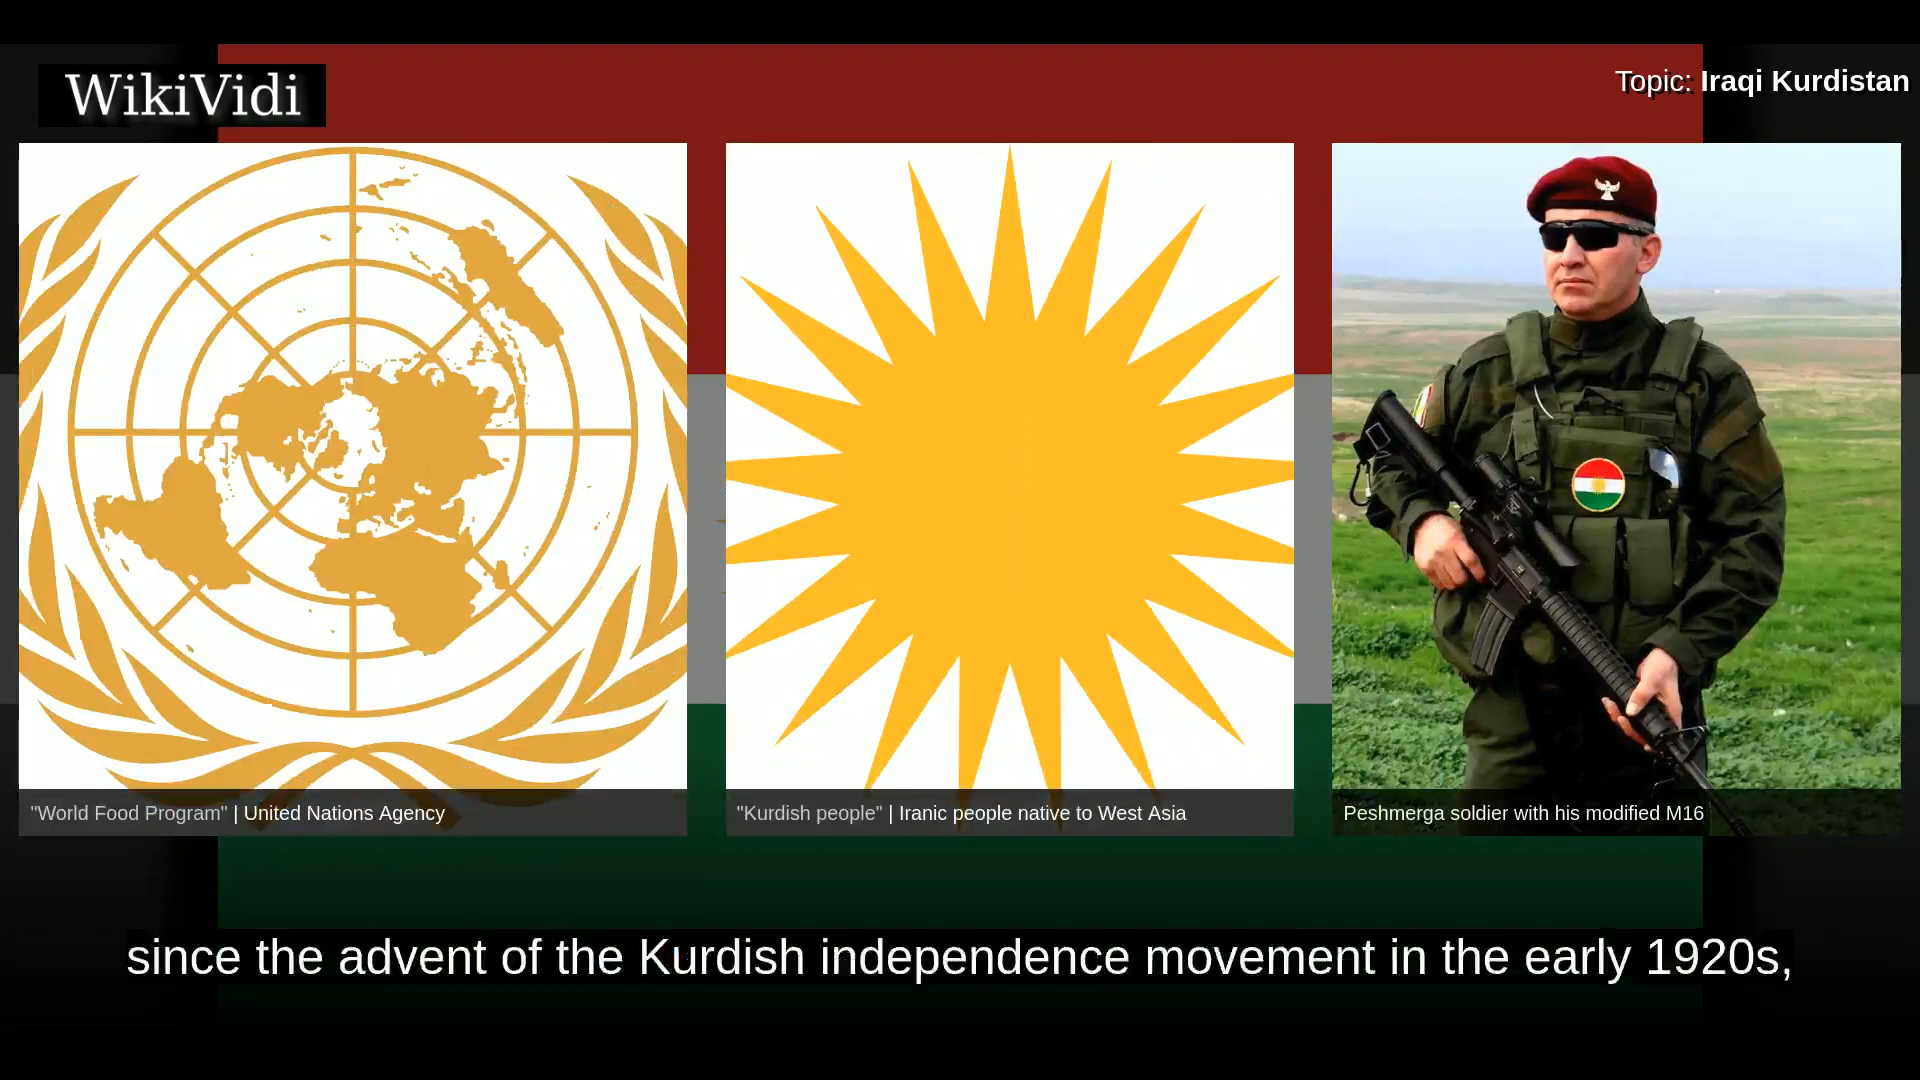 WikiVidi
Topic: Iraqi Kurdistan
"World Food Program" | United Nations Agency
"Kurdish people" | Iranic people native to West Asia
Peshmerga soldier with his modified M16
since the advent of the Kurdish independence movement in the early 1920s,